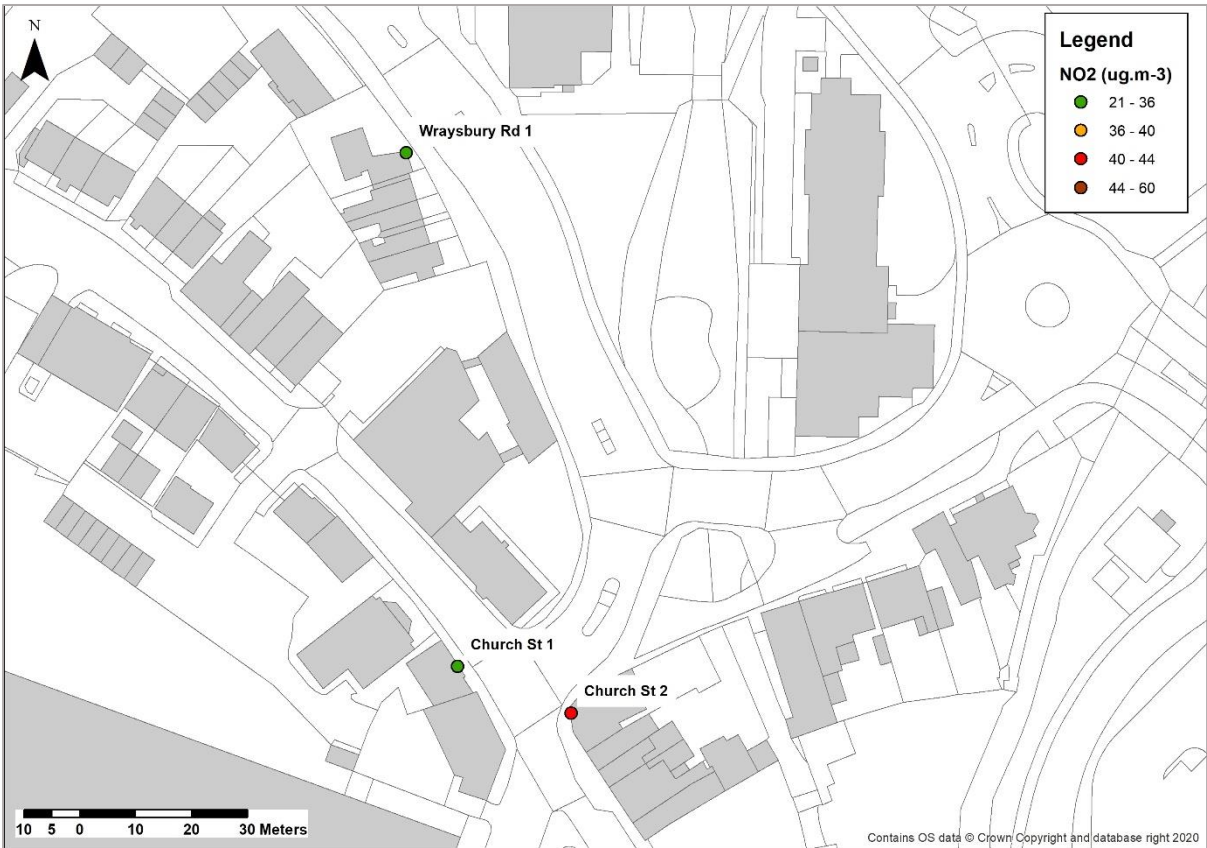 N
Legend
NO2 (ug.m-3)
21 - 36
36 - 40
40 - 44
44 - 60
Wraysbury Rd 1
Church St 1
Church St 2
10 5 0 10 20 30 Meters
Contains OS data © Crown Copyright and database right 2020